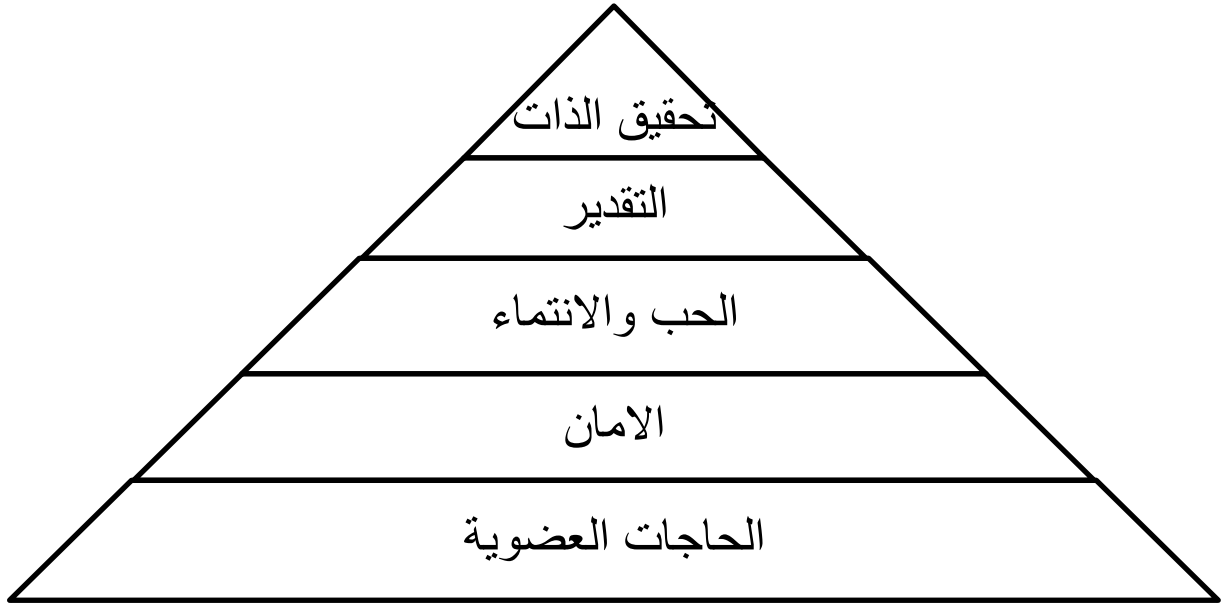 تحقيق الذات
التقدير
الحب والانتماء
الامان
الحاجات العضوية